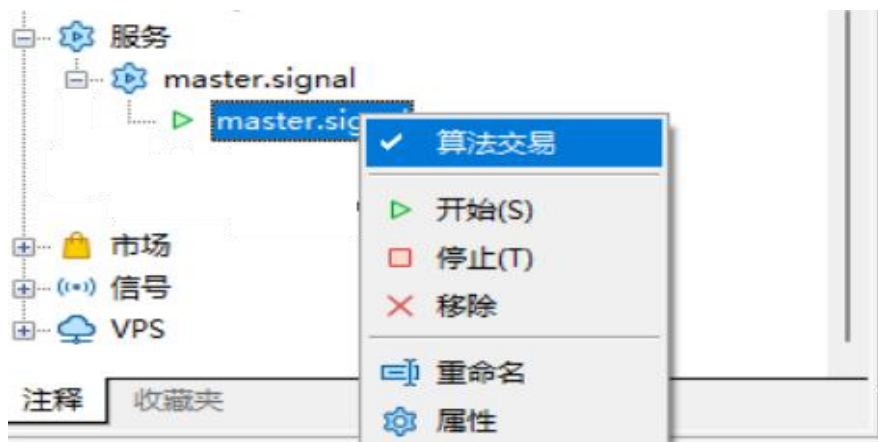 服务
master.signal
master.sig
算法交易
开始(S)
停止(T)
移除
市场
信号
VPS
重命名
属性
注释
收藏夹